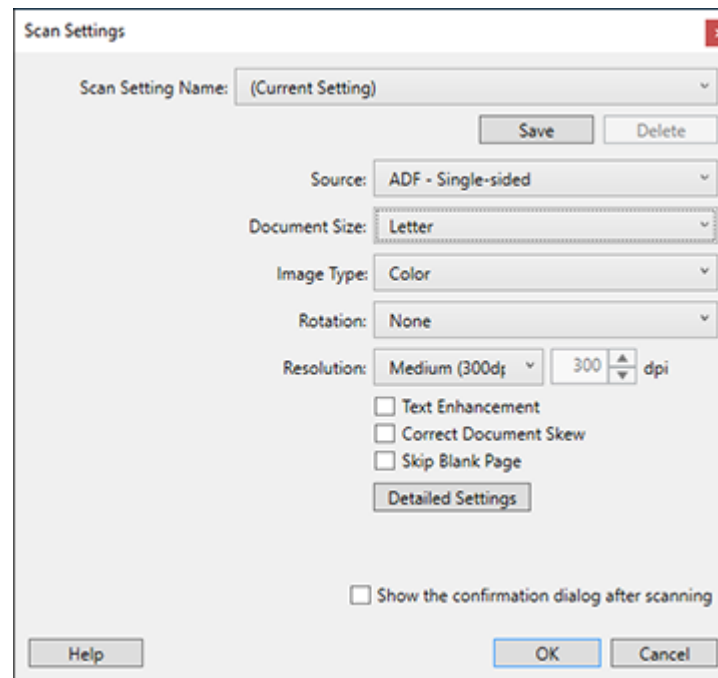 Scan Settings
Scan Setting Name: (Current Setting)
Save Delete
Source: ADF - Single-sided
Document Size: Letter
Image Type: Color
Rotation: None
Resolution: Medium (300dp 300 dpi
Text Enhancement
Correct Document Skew
Skip Blank Page
Detailed Settings
Show the confirmation dialog after scanning
Help OK Cancel